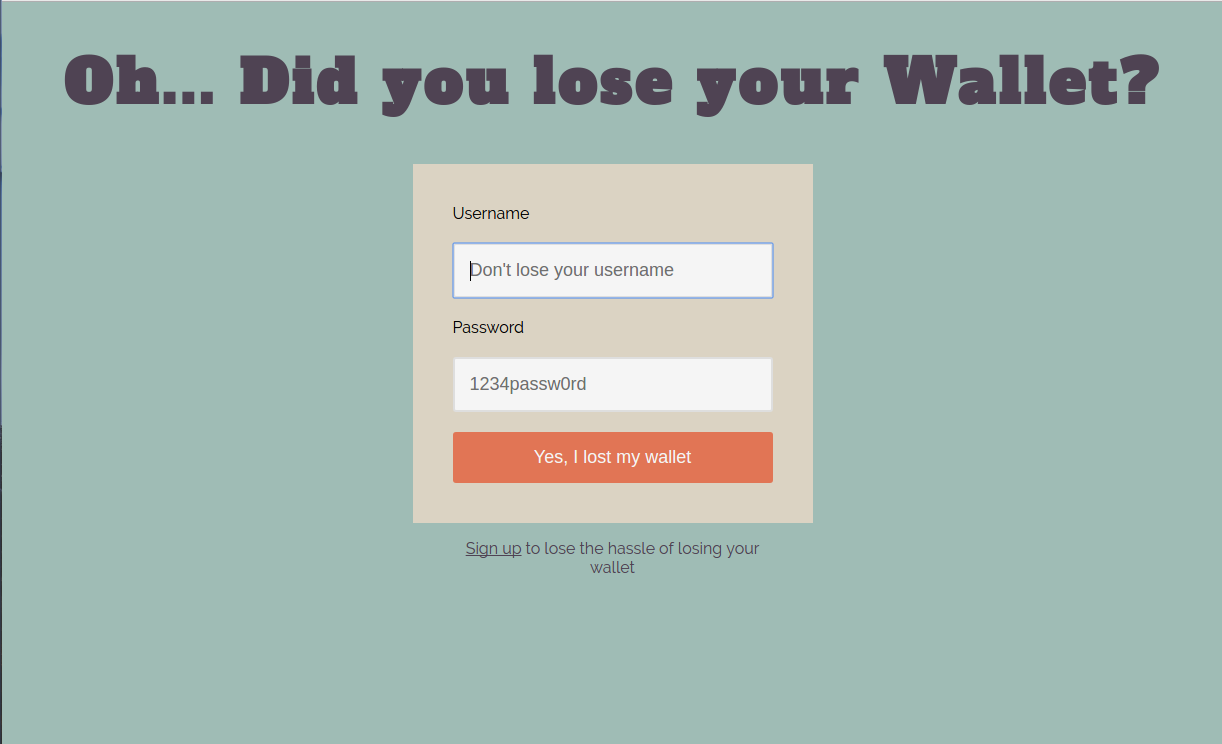 Oh... Did you lose your Wallet?
Username
Don't lose your username
Password
1234passw0rd
Yes, I lost my wallet
Sign up to lose the hassle of losing your
wallet